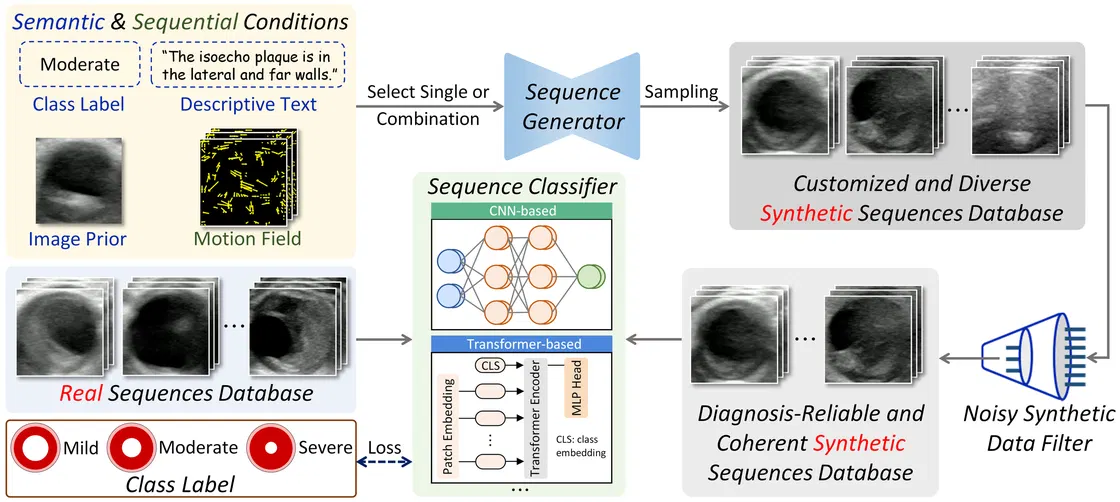 Semantic & Sequential Conditions
Moderate
Class Label
“The isoecho plaque is in
the lateral and far walls.”
Descriptive Text
Image Prior
Motion Field
Select Single or
Combination
Sequence
Generator
Sampling
...
Customized and Diverse
Synthetic Sequences Database
Sequence Classifier
CNN-based
Transformer-based
CLS
Patch Embedding
...
Transformer Encoder
MLP Head
CLS: class
embedding
...
...
Real Sequences Database
Mild
Moderate
Severe
Class Label
Loss
...
Diagnosis-Reliable and
Coherent Synthetic
Sequences Database
Noisy Synthetic
Data Filter